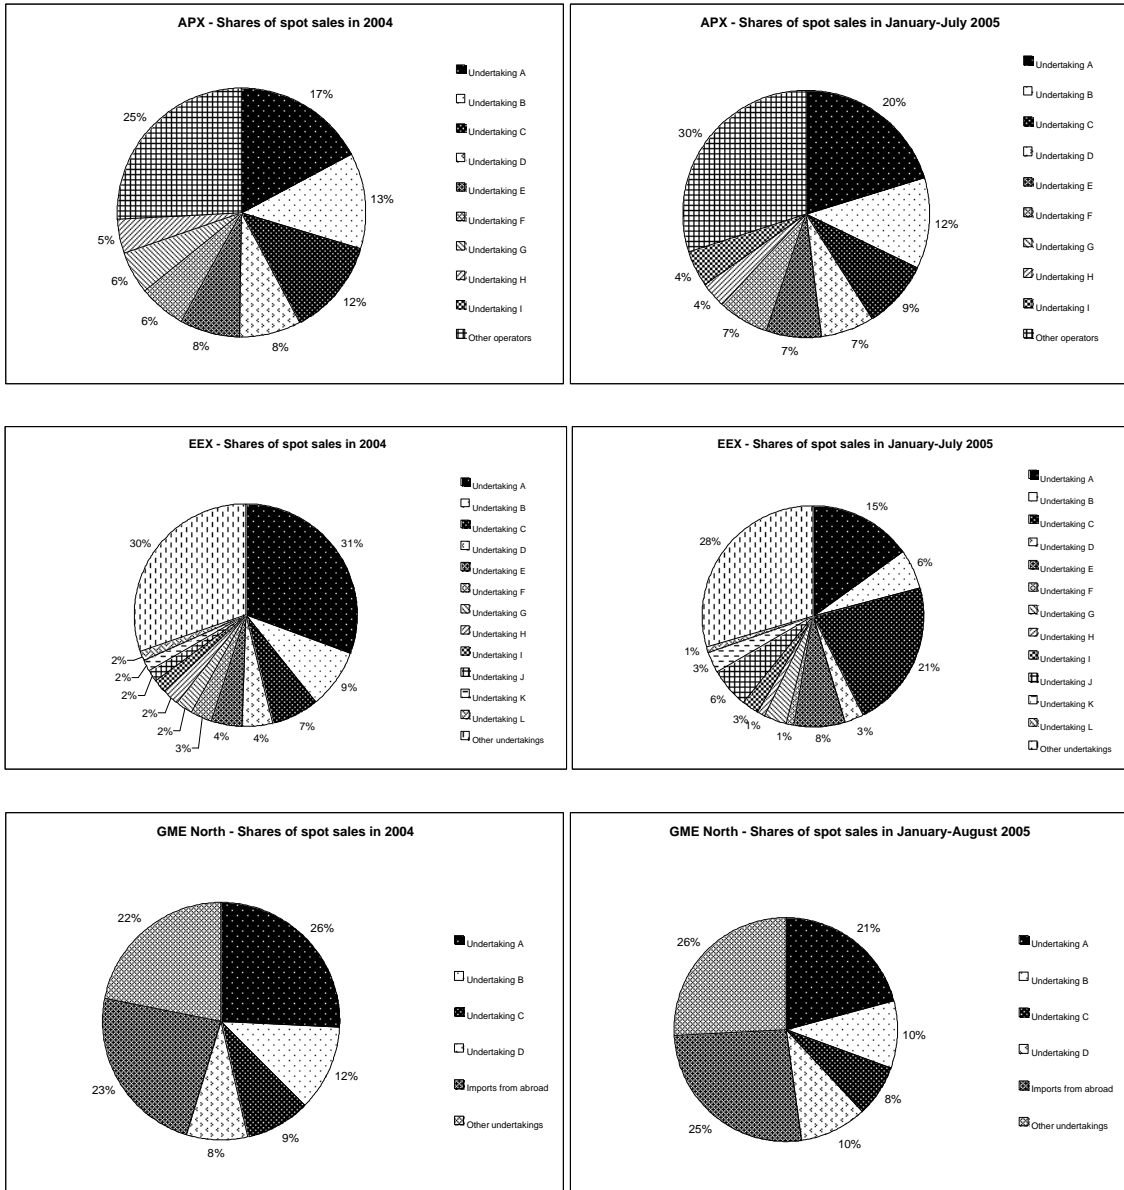 APX - Shares of spot sales in 2004
17%
13%
12%
8%
8%
6%
6%
5%
25%
Undertaking A
Undertaking B
Undertaking C
Undertaking D
Undertaking E
Undertaking F
Undertaking G
Undertaking H
Undertaking I
Other operators
APX - Shares of spot sales in January-July 2005
20%
12%
9%
7%
7%
7%
4%
4%
30%
Undertaking A
Undertaking B
Undertaking C
Undertaking D
Undertaking E
Undertaking F
Undertaking G
Undertaking H
Undertaking I
Other operators
EEX - Shares of spot sales in 2004
31%
9%
7%
4%
4%
3%
2%
2%
2%
2%
2%
30%
Undertaking A
Undertaking B
Undertaking C
Undertaking D
Undertaking E
Undertaking F
Undertaking G
Undertaking H
Undertaking I
Undertaking J
Undertaking K
Undertaking L
Other undertakings
EEX - Shares of spot sales in January-July 2005
15%
6%
21%
3%
8%
1%
1%
3%
6%
3%
1%
28%
Undertaking A
Undertaking B
Undertaking C
Undertaking D
Undertaking E
Undertaking F
Undertaking G
Undertaking H
Undertaking I
Undertaking J
Undertaking K
Undertaking L
Other undertakings
GME North - Shares of spot sales in 2004
26%
12%
9%
8%
23%
22%
Undertaking A
Undertaking B
Undertaking C
Undertaking D
Imports from abroad
Other undertakings
GME North - Shares of spot sales in January-August 2005
21%
10%
8%
10%
25%
26%
Undertaking A
Undertaking B
Undertaking C
Undertaking D
Imports from abroad
Other undertakings